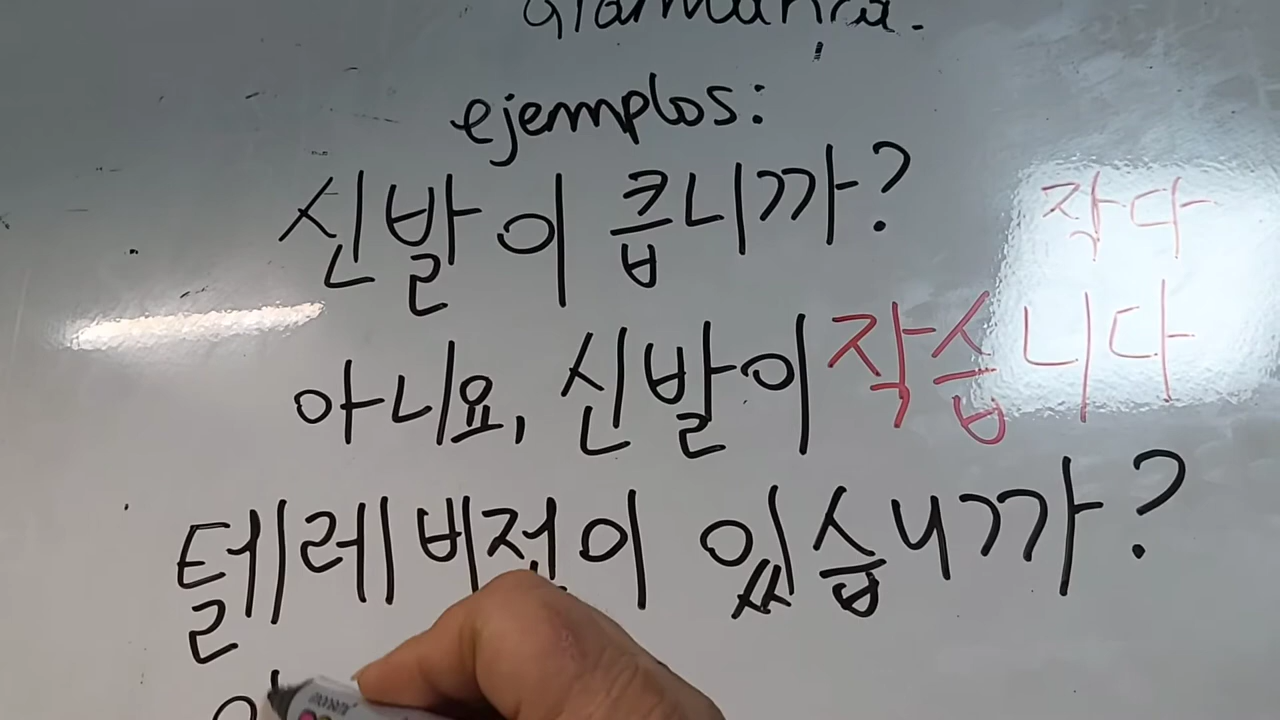 ejemplos:
신발이 큽니까?
작다
아니요, 신발이 작습니다
텔레비전이 있습니까?